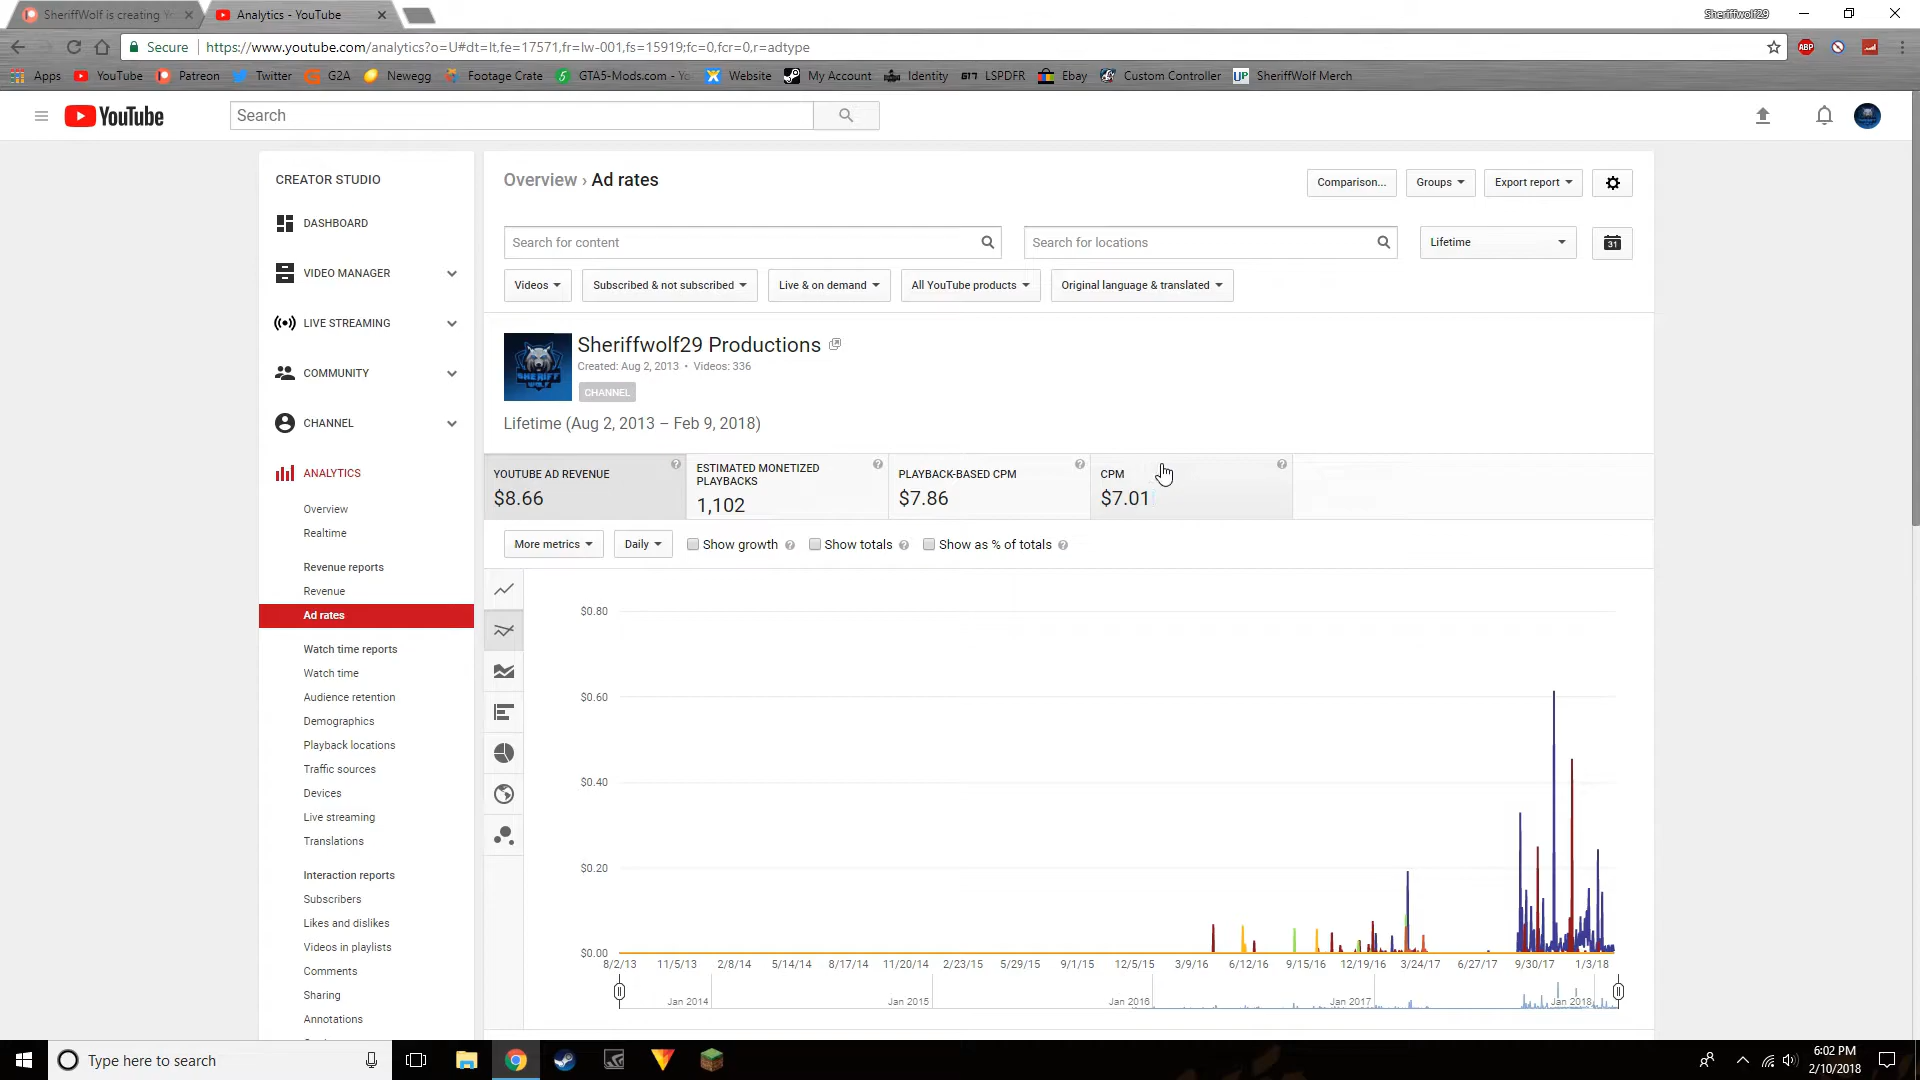 SheriffWolf is creating Y
Analytics - YouTube
Sheriffwolf29
Secure
https://www.youtube.com/analytics?o=U#dt=lt,fe=17571,fr=lw-001,fs=15919;fc=0,fcr=0,r=adtype
ABP
Apps YouTube Patreon Twitter G2A Newegg Footage Crate GTA5-Mods.com - Yo Website My Account Identity G17 LSPDFR Ebay Custom Controller UP SheriffWolf Merch
YouTube
Search
CREATOR STUDIO
DASHBOARD
VIDEO MANAGER
LIVE STREAMING
COMMUNITY
CHANNEL
ANALYTICS
Overview
Realtime
Revenue reports
Revenue
Ad rates
Watch time reports
Watch time
Audience retention
Demographics
Playback locations
Traffic sources
Devices
Live streaming
Translations
Interaction reports
Subscribers
Likes and dislikes
Videos in playlists
Comments
Sharing
Annotations
Overview › Ad rates
Comparison... Groups Export report
Search for content
Search for locations
Lifetime
31
Videos Subscribed & not subscribed Live & on demand All YouTube products Original language & translated
SHERIFF
WOLF
Sheriffwolf29 Productions
Created: Aug 2, 2013 • Videos: 336
CHANNEL
Lifetime (Aug 2, 2013 – Feb 9, 2018)
YOUTUBE AD REVENUE ?
$8.66
ESTIMATED MONETIZED ?
PLAYBACKS
1,102
PLAYBACK-BASED CPM ?
$7.86
CPM ?
$7.01
More metrics Daily Show growth ? Show totals ? Show as % of totals ?
$0.80
$0.60
$0.40
$0.20
$0.00
8/2/13 11/5/13 2/8/14 5/14/14 8/17/14 11/20/14 2/23/15 5/29/15 9/1/15 12/5/15 3/9/16 6/12/16 9/15/16 12/19/16 3/24/17 6/27/17 9/30/17 1/3/18
Jan 2014 Jan 2015 Jan 2016 Jan 2017 Jan 2018
Type here to search
6:02 PM
2/10/2018